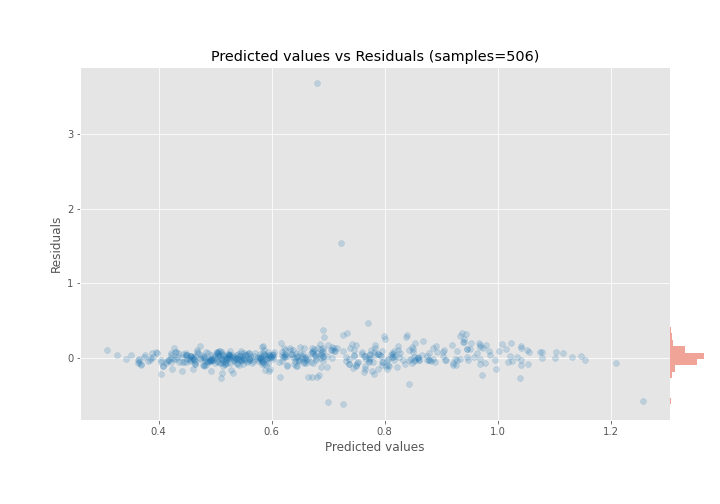 Predicted values vs Residuals (samples=506)
3
2
1
0
Residuals
0.4 0.6 0.8 1.0 1.2
Predicted values